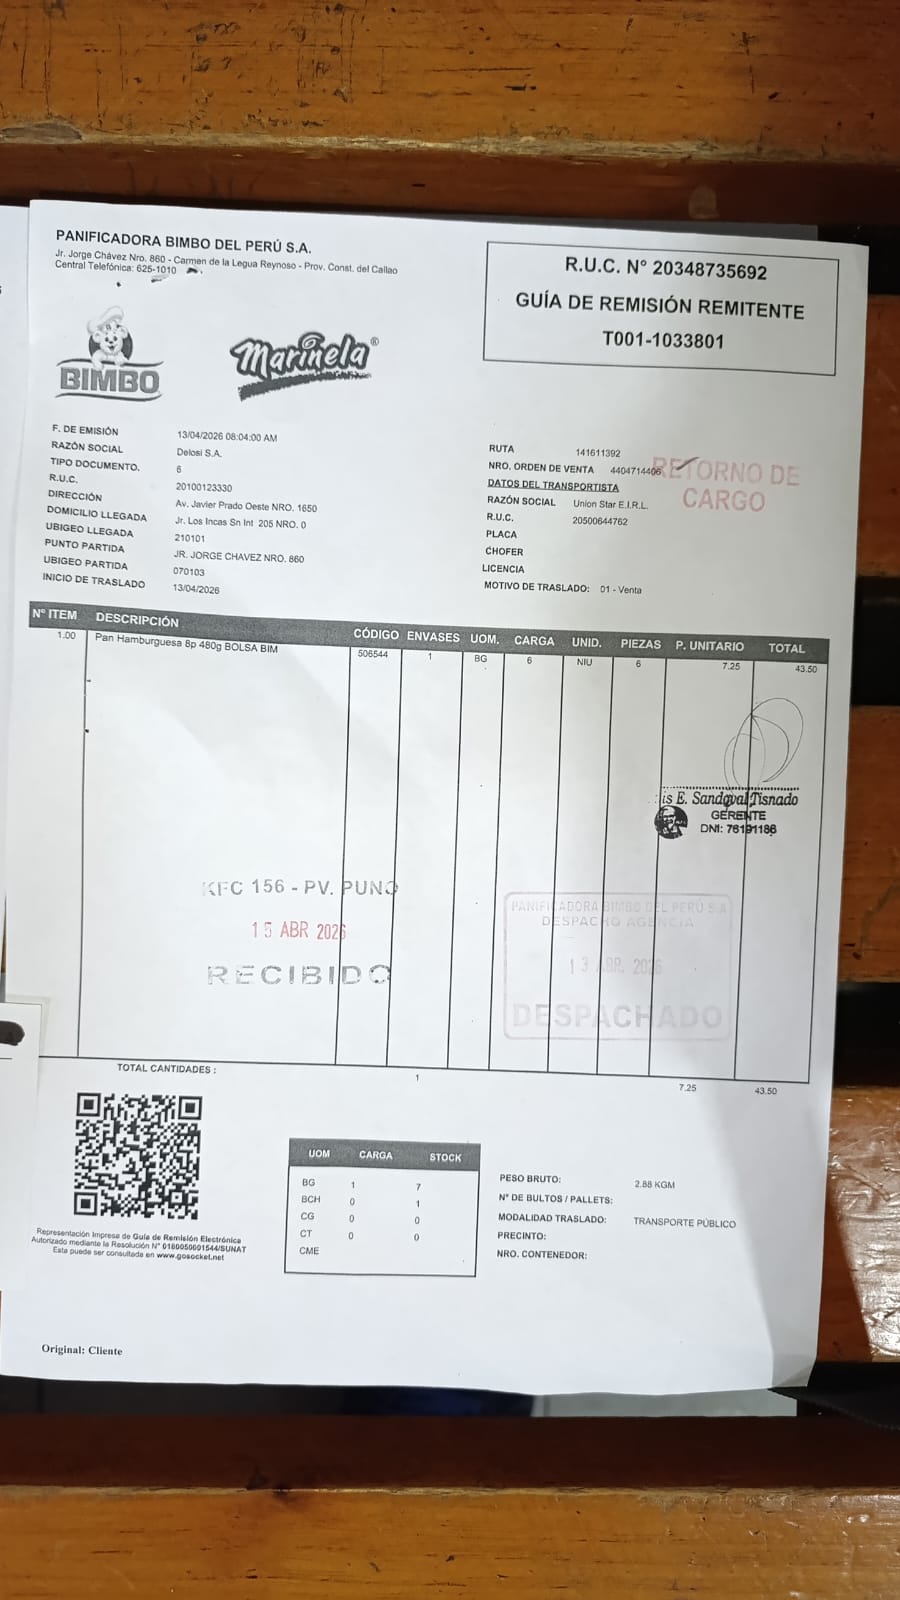 PANIFICADORA BIMBO DEL PERÚ S.A.
Jr. Jorge Chávez Nro. 860 - Carmen de la Legua Reynoso - Prov. Const. del Callao
Central Telefónica: 625-1010
R.U.C. N° 20348735692
GUÍA DE REMISIÓN REMITENTE
T001-1033801
BIMBO
Marinela®
F. DE EMISIÓN 13/04/2026 08:04:00 AM
RAZÓN SOCIAL Delosi S.A.
TIPO DOCUMENTO. 6
R.U.C. 20100123330
DIRECCIÓN Av. Javier Prado Oeste NRO. 1650
DOMICILIO LLEGADA Jr. Los Incas Sn Int 205 NRO. 0
UBIGEO LLEGADA 210101
PUNTO PARTIDA JR. JORGE CHAVEZ NRO. 860
UBIGEO PARTIDA 070103
INICIO DE TRASLADO 13/04/2026
RUTA 141611392
NRO. ORDEN DE VENTA 4404714406
DATOS DEL TRANSPORTISTA
RAZÓN SOCIAL Union Star E.I.R.L.
R.U.C. 20500644762
PLACA
CHOFER
LICENCIA
MOTIVO DE TRASLADO: 01 - Venta
RETORNO DE
CARGO
N° ITEM DESCRIPCIÓN CÓDIGO ENVASES UOM. CARGA UNID. PIEZAS P. UNITARIO TOTAL
1.00 Pan Hamburguesa 8p 480g BOLSA BIM 506544 1 BG 6 NIU 6 7.25 43.50
is E. Sandoval Tisnado
GERENTE
DNI: 76191186
KFC 156 - PV. PUNO
15 ABR 2026
RECIBIDO
PANIFICADORA BIMBO DEL PERÚ S.A
DESPACHO AGENCIA
13 ABR. 2026
DESPACHADO
TOTAL CANTIDADES : 1 7.25 43.50
UOM CARGA STOCK
BG 1 7
BCH 0 1
CG 0 0
CT 0 0
CME
PESO BRUTO: 2.88 KGM
N° DE BULTOS / PALLETS:
MODALIDAD TRASLADO: TRANSPORTE PÚBLICO
PRECINTO:
NRO. CONTENEDOR:
Representación Impresa de Guía de Remisión Electrónica
Autorizado mediante la Resolución N° 0180050001544/SUNAT
Esta puede ser consultada en www.gosocket.net
Original: Cliente